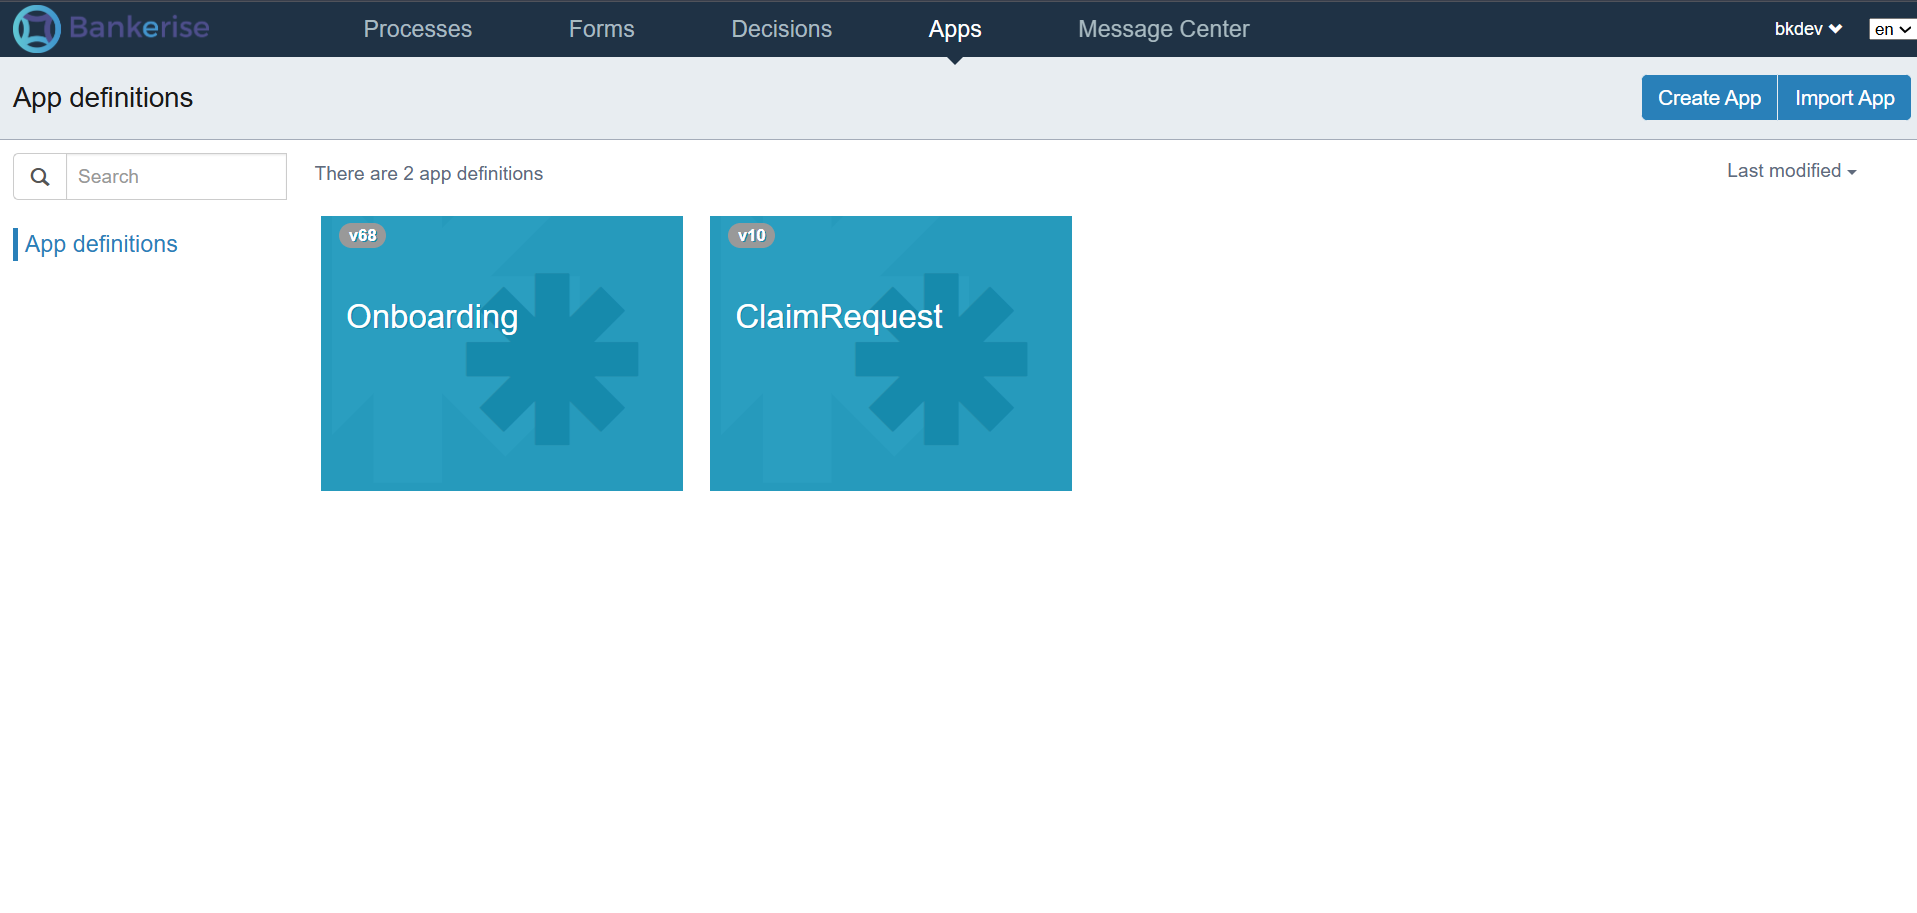 Bankerise
Processes
Forms
Decisions
Apps
Message Center
bkdev
en
App definitions
Create App
Import App
Search
There are 2 app definitions
Last modified
App definitions
v68
Onboarding
v10
ClaimRequest